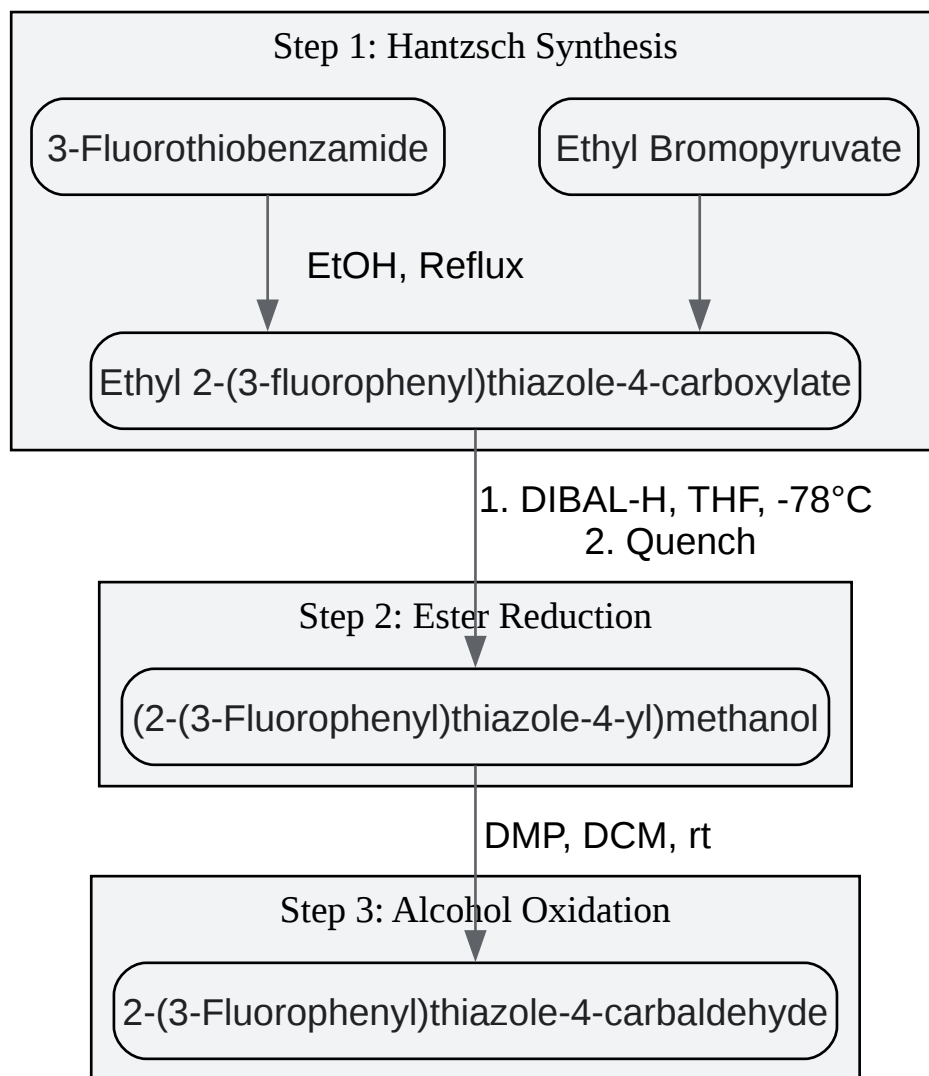 Step 1: Hantzsch Synthesis
3-Fluorothiobenzamide
Ethyl Bromopyruvate
EtOH, Reflux
Ethyl 2-(3-fluorophenyl)thiazole-4-carboxylate
1. DIBAL-H, THF, -78°C
2. Quench
Step 2: Ester Reduction
(2-(3-Fluorophenyl)thiazole-4-yl)methanol
DMP, DCM, rt
Step 3: Alcohol Oxidation
2-(3-Fluorophenyl)thiazole-4-carbaldehyde